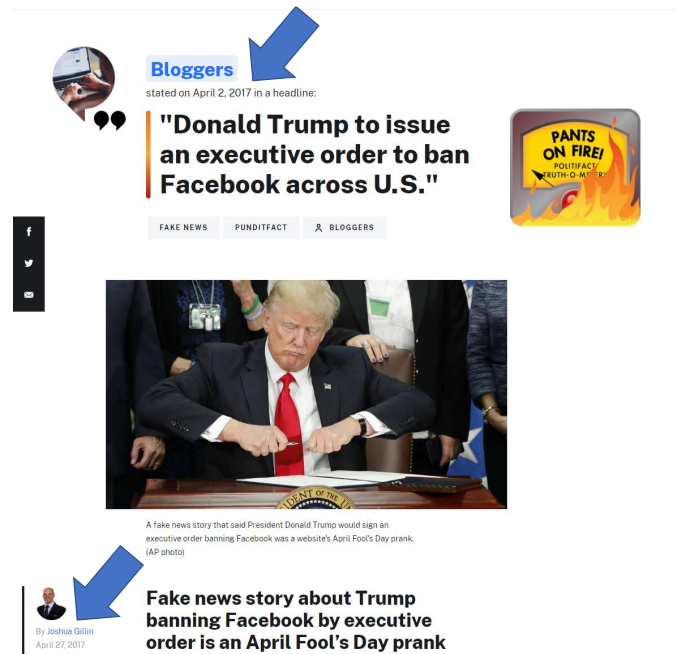 Bloggers
stated on April 2, 2017 in a headline:
"Donald Trump to issue
an executive order to ban
Facebook across U.S."
PANTS
ON FIRE!
POLITIFACT
TRUTH-O-METER
FAKE NEWS
PUNDITFACT
BLOGGERS
A fake news story that said President Donald Trump would sign an
executive order banning Facebook was a website's April Fool's Day prank.
(AP photo)
By Joshua Gillin
April 27, 2017
Fake news story about Trump
banning Facebook by executive
order is an April Fool's Day prank